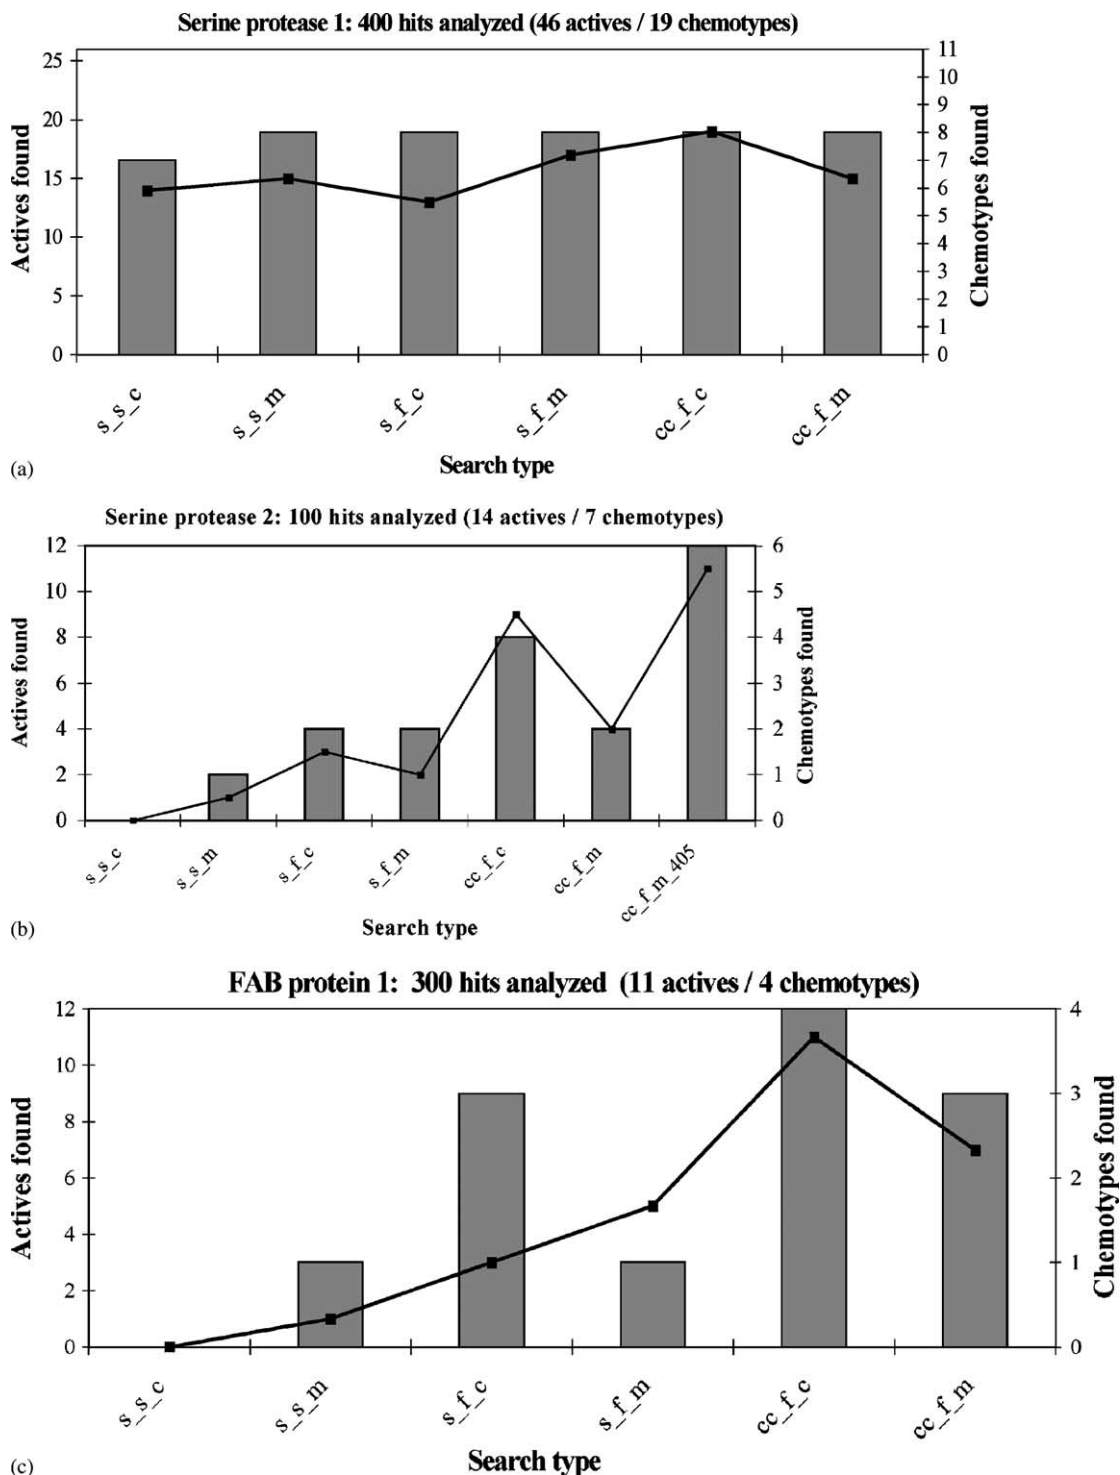 Serine protease 1: 400 hits analyzed (46 actives / 19 chemotypes)
Actives found
25
20
15
10
5
0
11
10
9
8
7
6
5
4
3
2
1
0
Chemotypes found
s_s_c
s_s_m
s_f_c
s_f_m
cc_f_c
cc_f_m
Search type
(a)
Serine protease 2: 100 hits analyzed (14 actives / 7 chemotypes)
Actives found
12
10
8
6
4
2
0
6
5
4
3
2
1
0
Chemotypes found
s_s_c
s_s_m
s_f_c
s_f_m
cc_f_c
cc_f_m
cc_f_m_405
Search type
(b)
FAB protein 1: 300 hits analyzed (11 actives / 4 chemotypes)
Actives found
12
10
8
6
4
2
0
4
3
2
1
0
Chemotypes found
s_s_c
s_s_m
s_f_c
s_f_m
cc_f_c
cc_f_m
Search type
(c)